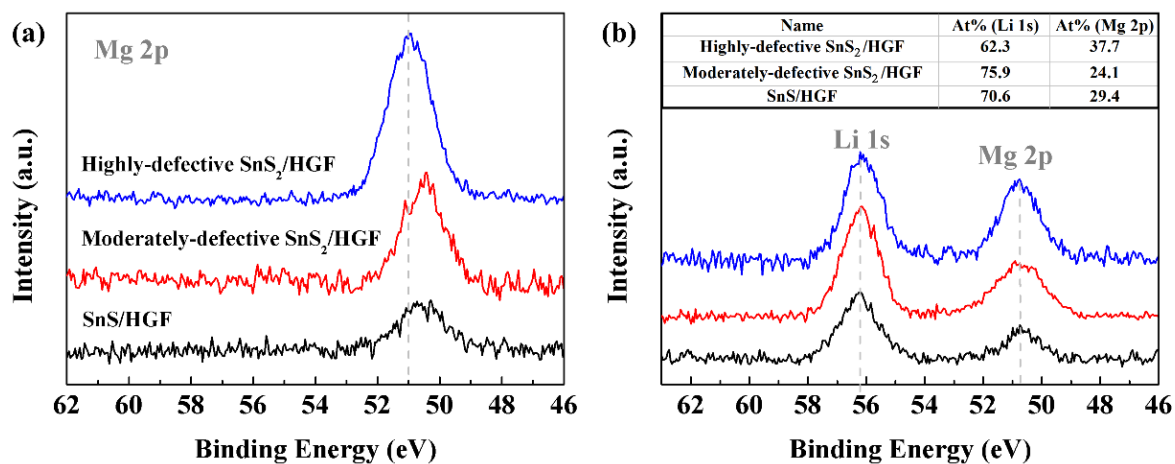 (a)
Mg 2p
Highly-defective SnS₂/HGF
Moderately-defective SnS₂/HGF
SnS/HGF
Intensity (a.u.)
62 60 58 56 54 52 50 48 46
Binding Energy (eV)
(b)
Name At% (Li 1s) At% (Mg 2p)
Highly-defective SnS₂/HGF 62.3 37.7
Moderately-defective SnS₂/HGF 75.9 24.1
SnS/HGF 70.6 29.4
Li 1s
Mg 2p
Intensity (a.u.)
62 60 58 56 54 52 50 48 46
Binding Energy (eV)